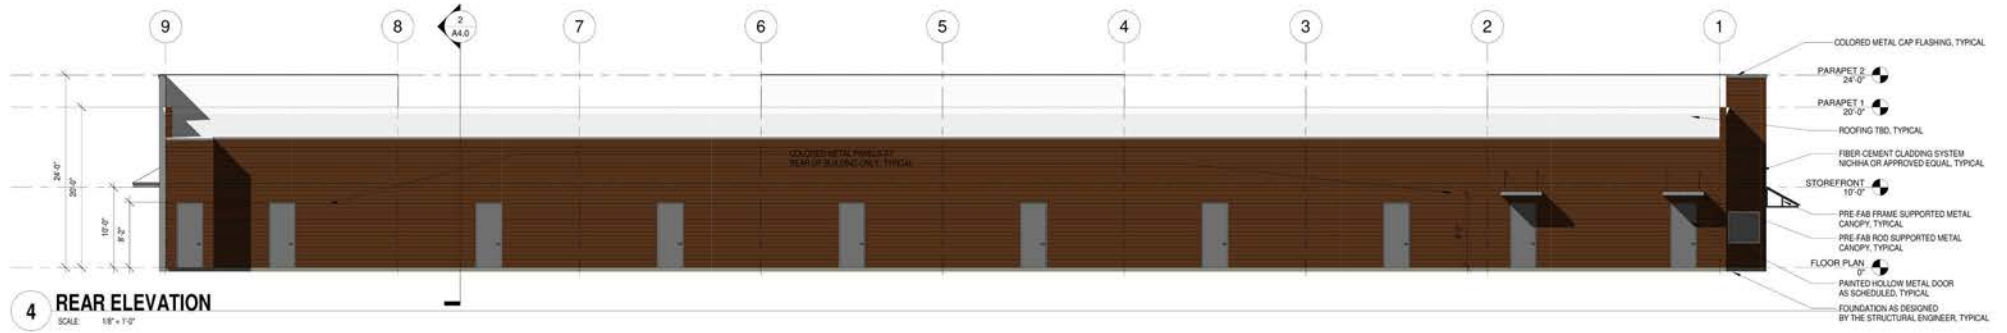 9
8
2
A4.0
7
6
5
4
3
2
1
COLORED METAL CAP FLASHING, TYPICAL
PARAPET 2
24'-0"
PARAPET 1
20'-0"
ROOFING TBD, TYPICAL
COLORED METAL PANELS AT
REAR OF BUILDING ONLY, TYPICAL
FIBER-CEMENT CLADDING SYSTEM
NICHIHA OR APPROVED EQUAL, TYPICAL
24'-0"
20'-0"
STOREFRONT
10'-0"
10'-0"
8'-2"
PRE-FAB FRAME SUPPORTED METAL
CANOPY, TYPICAL
PRE-FAB ROD SUPPORTED METAL
CANOPY, TYPICAL
FLOOR PLAN
0"
PAINTED HOLLOW METAL DOOR
AS SCHEDULED, TYPICAL
FOUNDATION AS DESIGNED
BY THE STRUCTURAL ENGINEER, TYPICAL
4 REAR ELEVATION
SCALE: 1/8" = 1'-0"